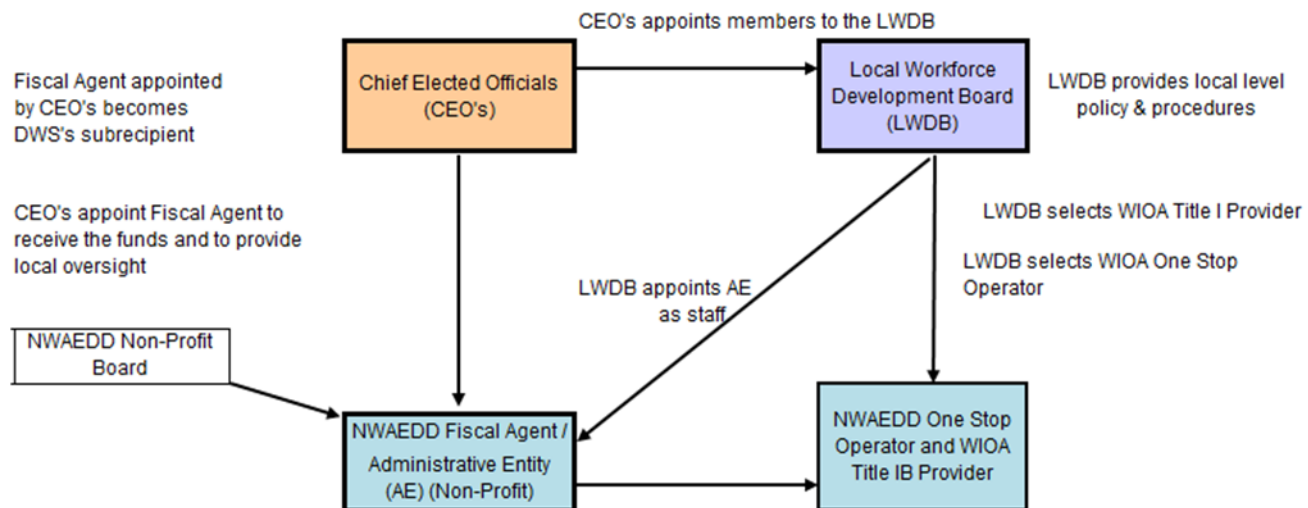 CEO's appoints members to the LWDB
Fiscal Agent appointed
by CEO's becomes
DWS's subrecipient
Chief Elected Officials
(CEO's)
Local Workforce
Development Board
(LWDB)
LWDB provides local level
policy & procedures
CEO's appoint Fiscal Agent to
receive the funds and to provide
local oversight
LWDB selects WIOA Title I Provider
LWDB selects WIOA One Stop
Operator
LWDB appoints AE
as staff
NWAEDD Non-Profit
Board
NWAEDD Fiscal Agent /
Administrative Entity
(AE) (Non-Profit)
NWAEDD One Stop
Operator and WIOA
Title IB Provider